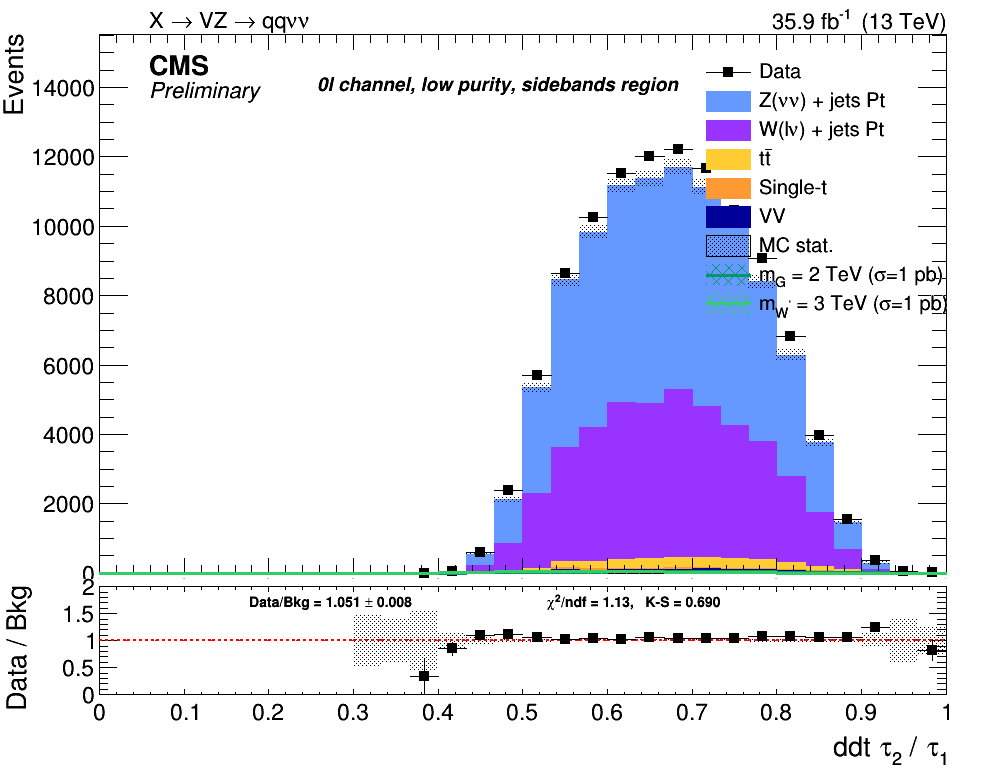 X → VZ → qqνν
35.9 fb⁻¹ (13 TeV)
CMS
Preliminary
0l channel, low purity, sidebands region
Data
Z(νν) + jets Pt
W(lν) + jets Pt
tt̄
Single-t
VV
MC stat.
m_G = 2 TeV (σ=1 pb)
m_W' = 3 TeV (σ=1 pb)
Events
14000
12000
10000
8000
6000
4000
2000
0
Data/Bkg = 1.051 ± 0.008
χ²/ndf = 1.13, K-S = 0.690
Data / Bkg
2
1.5
1
0.5
0
0 0.1 0.2 0.3 0.4 0.5 0.6 0.7 0.8 0.9 1
ddt τ₂ / τ₁